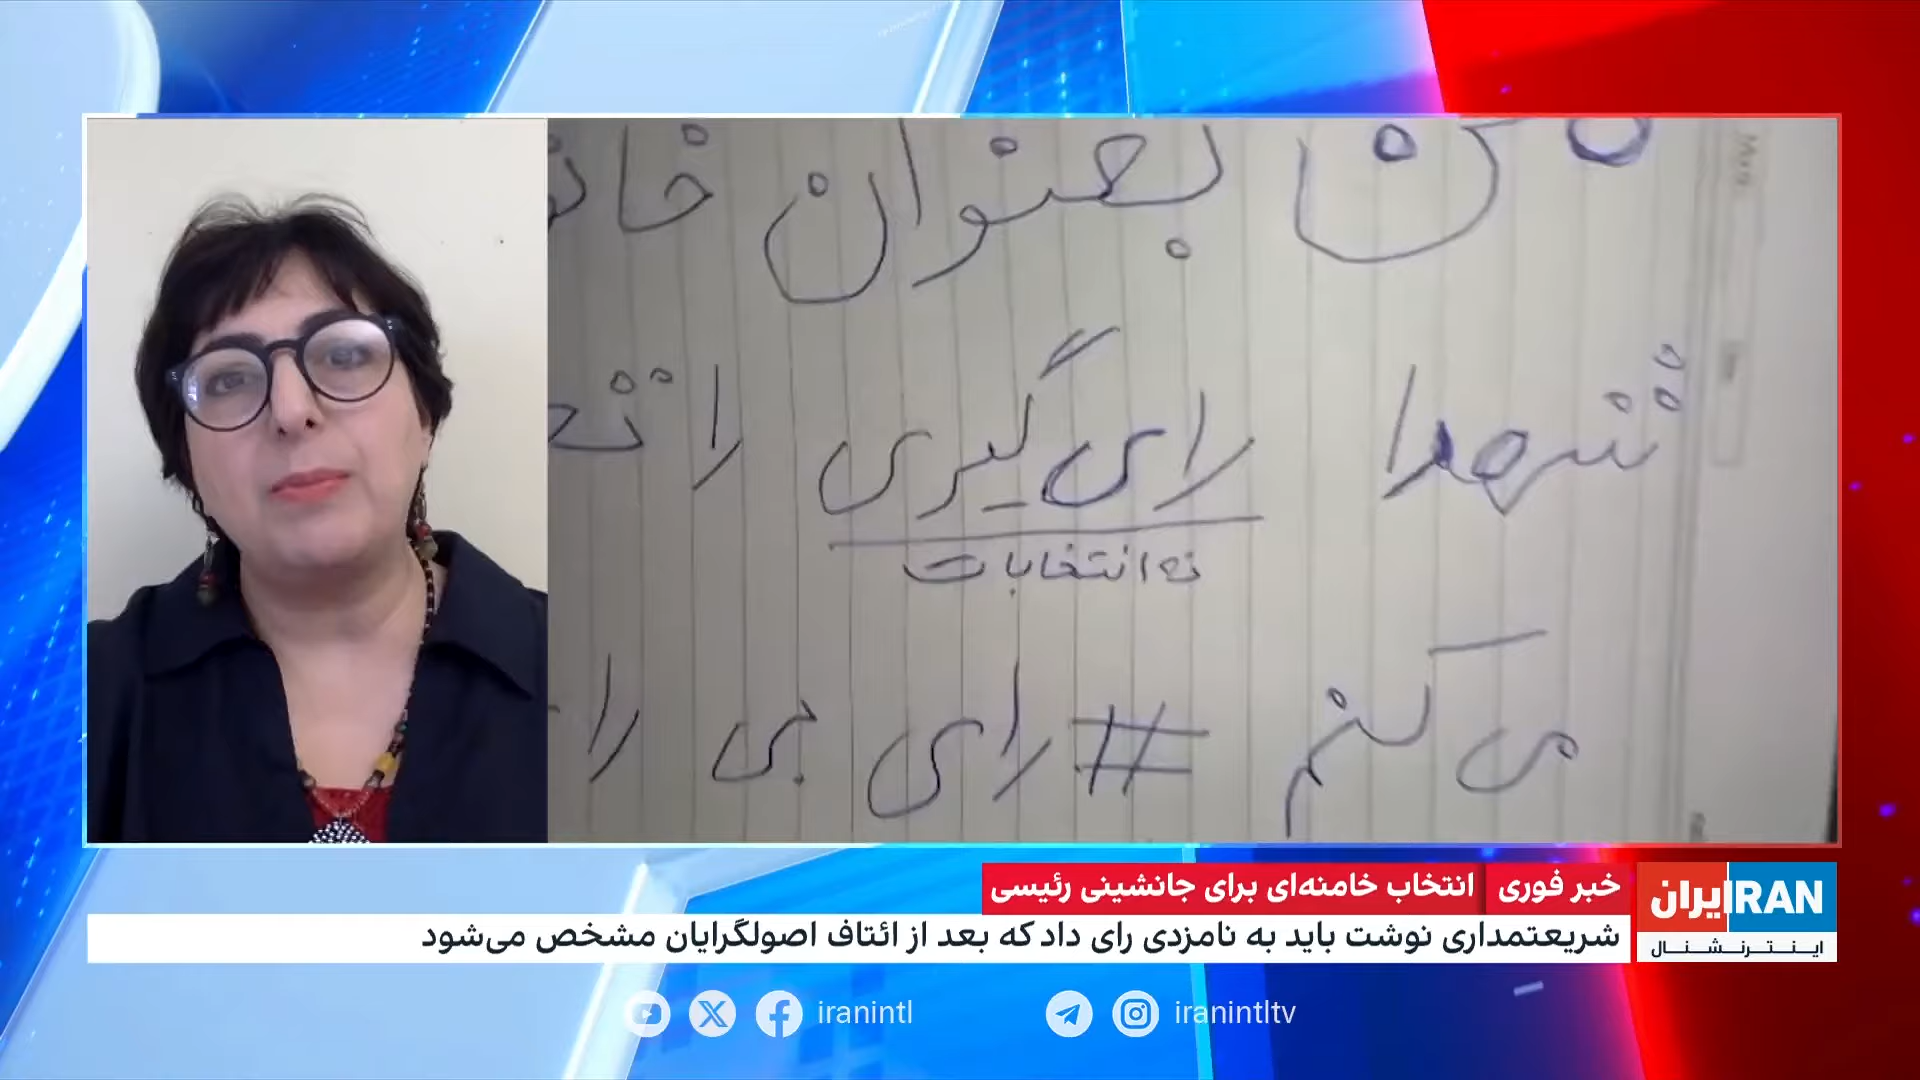 من بعنوان
شهدا رای گیری را
نه انتخابات
می کنم #رای بی را
خبر فوری انتخاب خامنه‌ای برای جانشینی رئیسی
شریعتمداری نوشت باید به نامزدی رای داد که بعد از ائتاف اصولگرایان مشخص می‌شود
ایران IRAN
اینترنشنال
iranintl iranintltv